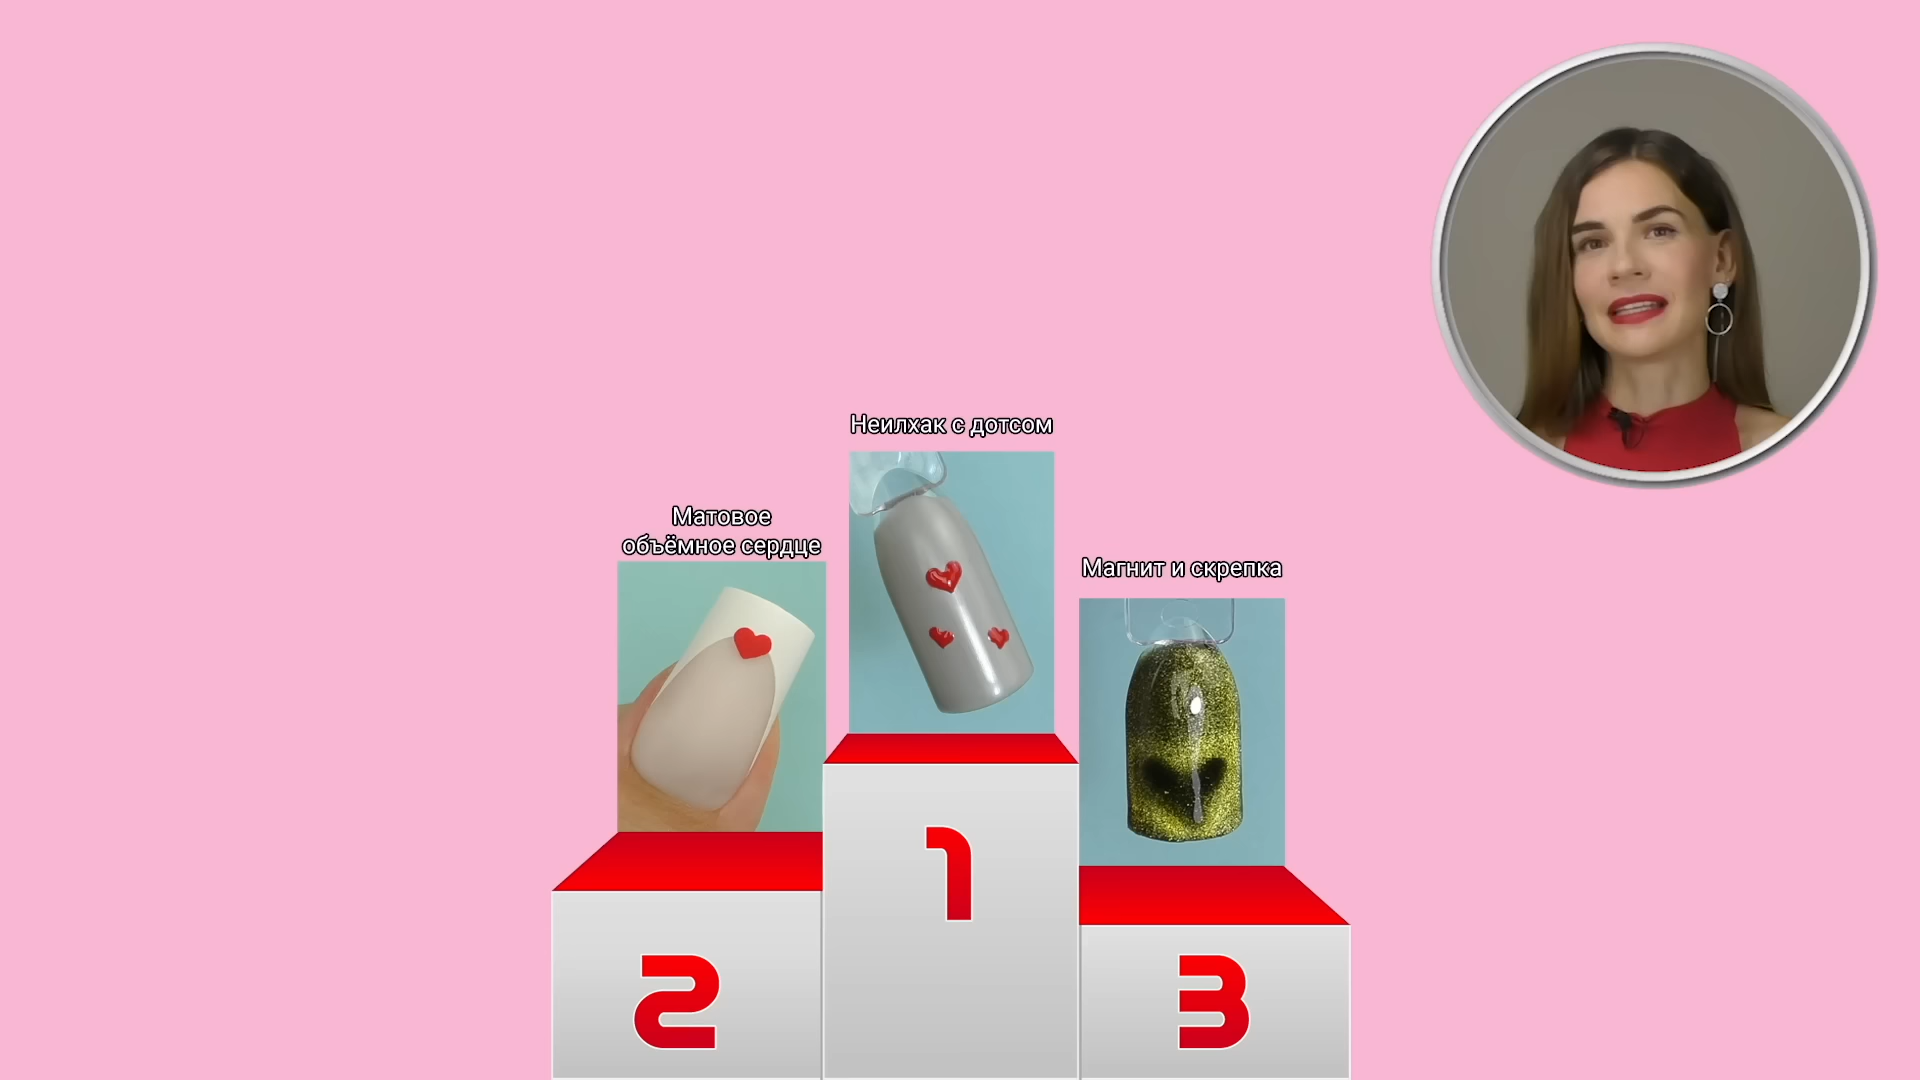 Неилхак с дотсом
Матовое
объёмное сердце
Магнит и скрепка
1
2
3